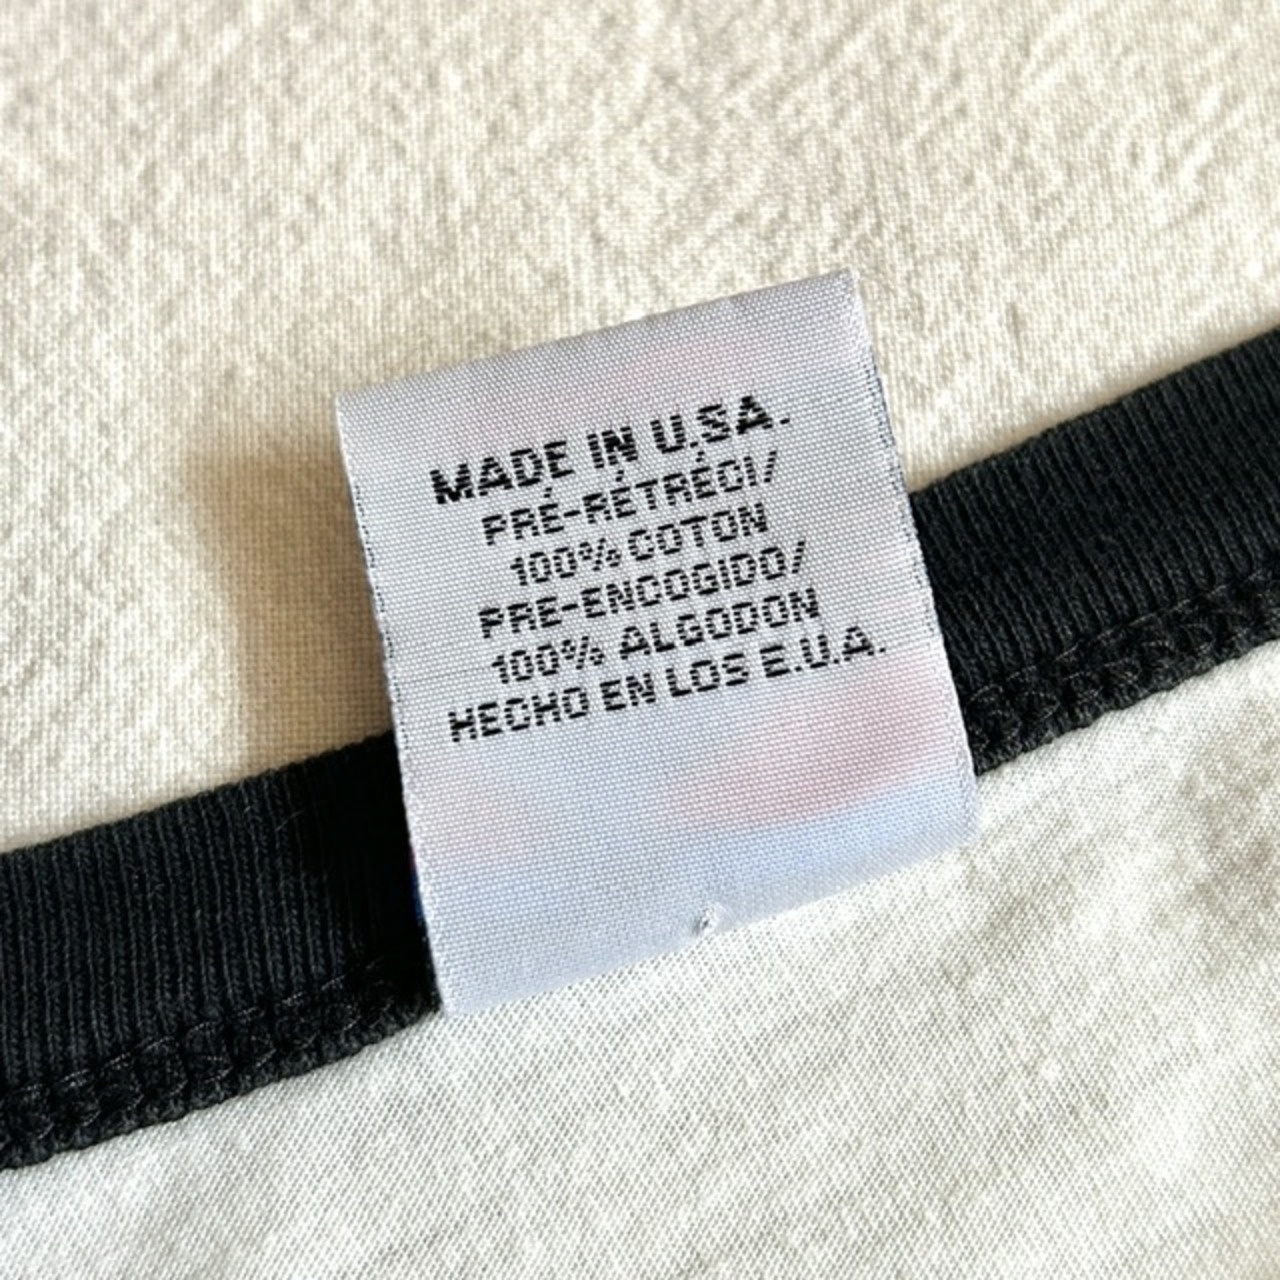 MADE IN U.S.A.
PRÉ-RÉTRÉCI/
100% COTON
PRE-ENCOGIDO/
100% ALGODON
HECHO EN LOS E.U.A.